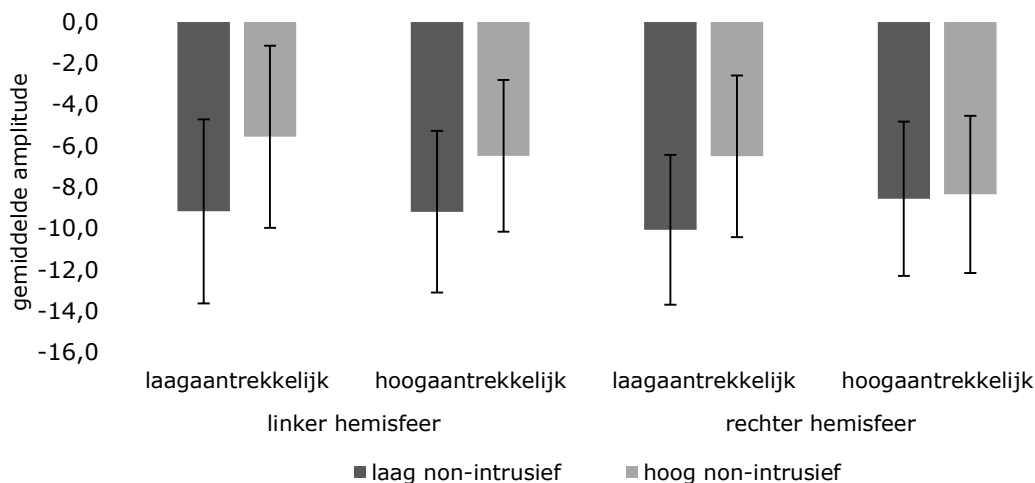 gemiddelde amplitude
0,0
-2,0
-4,0
-6,0
-8,0
-10,0
-12,0
-14,0
-16,0
laagaantrekkelijk hoogaantrekkelijk laagaantrekkelijk hoogaantrekkelijk
linker hemisfeer rechter hemisfeer
laag non-intrusief hoog non-intrusief